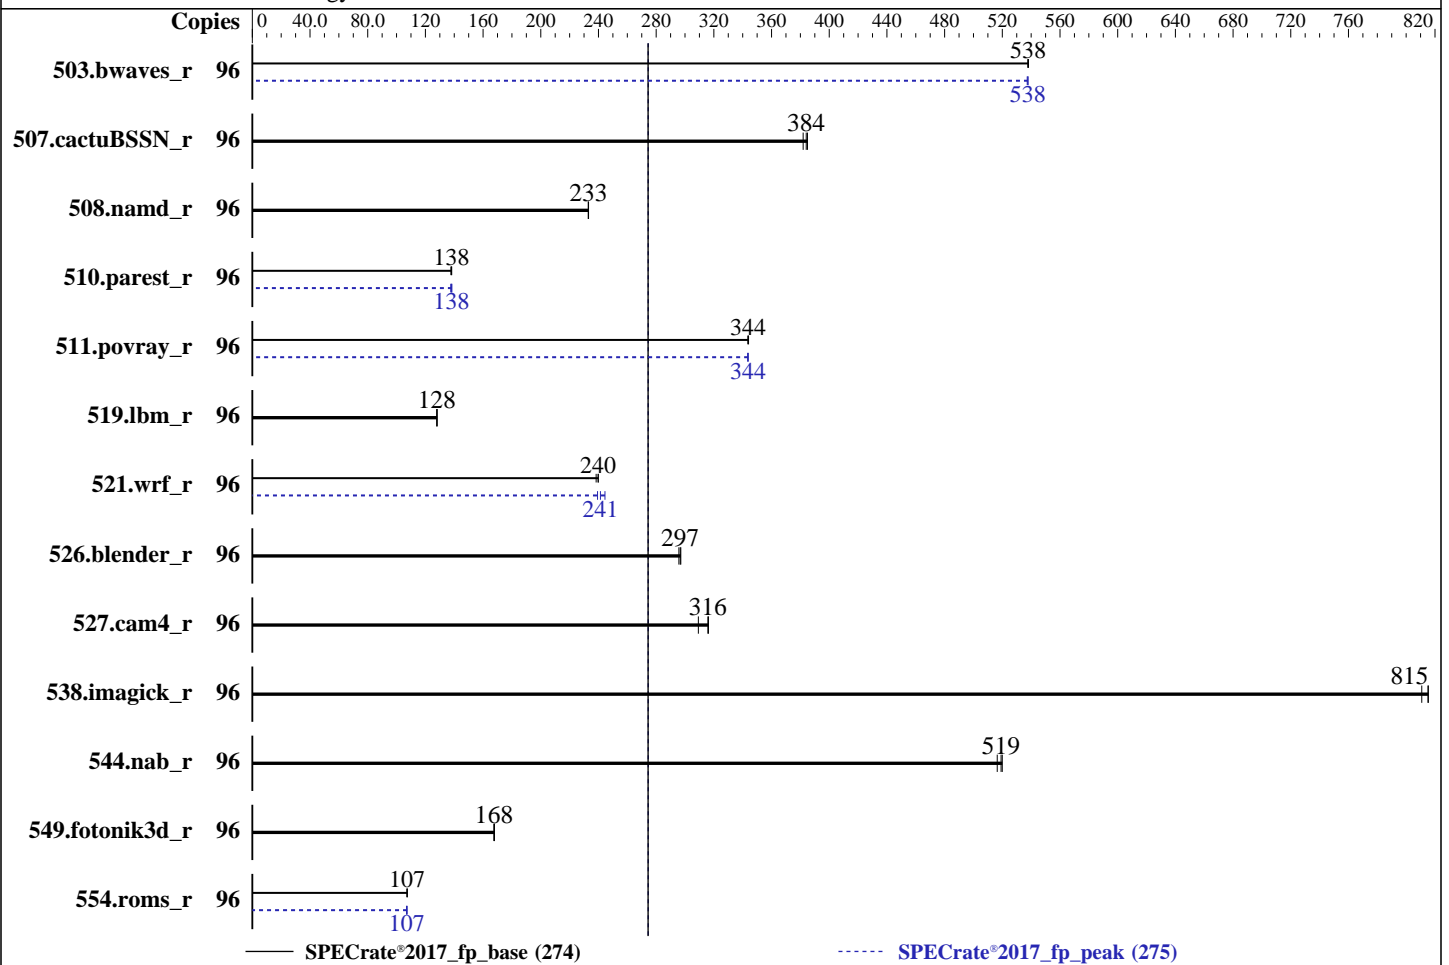 Copies 0 40.0 80.0 120 160 200 240 280 320 360 400 440 480 520 560 600 640 680 720 760 820
503.bwaves_r 96 538
538
507.cactuBSSN_r 96 384
508.namd_r 96 233
510.parest_r 96 138
138
511.povray_r 96 344
344
519.lbm_r 96 128
521.wrf_r 96 240
241
526.blender_r 96 297
527.cam4_r 96 316
538.imagick_r 96 815
544.nab_r 96 519
549.fotonik3d_r 96 168
554.roms_r 96 107
107
SPECrate®2017_fp_base (274) SPECrate®2017_fp_peak (275)